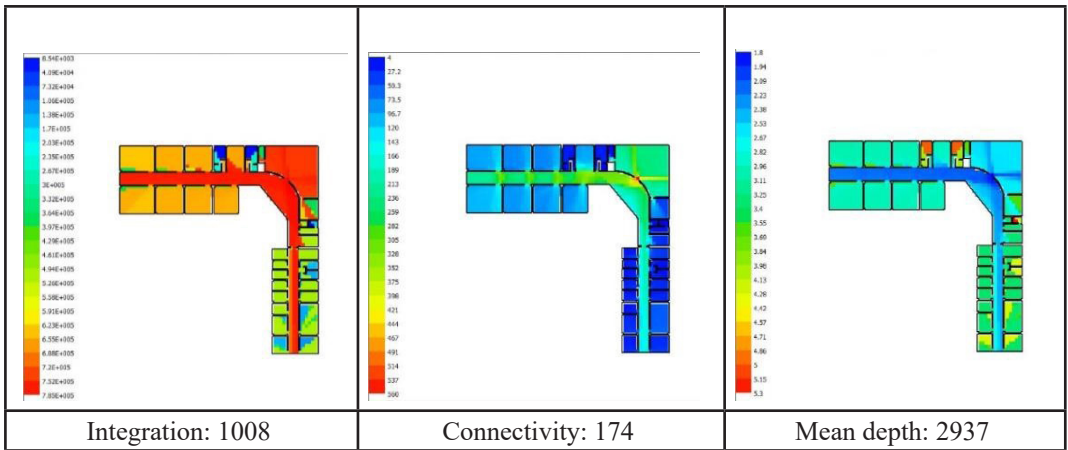 6.54E+003
4.09E+004
7.32E+004
1.06E+005
1.38E+005
1.7E+005
2.03E+005
2.35E+005
2.67E+005
3E+005
3.32E+005
3.64E+005
3.97E+005
4.29E+005
4.61E+005
4.94E+005
5.26E+005
5.58E+005
5.91E+005
6.23E+005
6.55E+005
6.88E+005
7.2E+005
7.52E+005
7.85E+005
Integration: 1008
4
27.2
50.3
73.5
96.7
120
143
166
189
213
236
259
282
305
328
352
375
398
421
444
467
491
514
537
560
Connectivity: 174
1.8
1.94
2.09
2.23
2.38
2.53
2.67
2.82
2.96
3.11
3.25
3.4
3.55
3.69
3.84
3.98
4.13
4.28
4.42
4.57
4.71
4.86
5
5.15
5.3
Mean depth: 2937